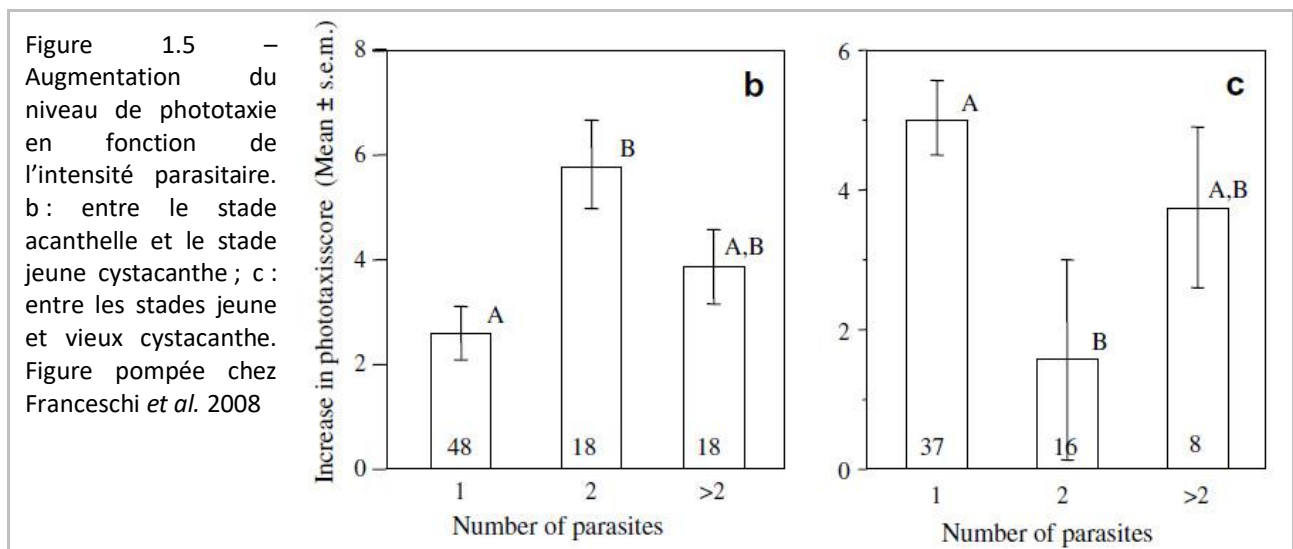 Figure 1.5 –
Augmentation du
niveau de phototaxie
en fonction de
l'intensité parasitaire.
b : entre le stade
acanthelle et le stade
jeune cystacanthe ; c :
entre les stades jeune
et vieux cystacanthe.
Figure pompée chez
Franceschi et al. 2008
Increase in phototaxisscore (Mean ± s.e.m.)
8
6
4
2
0
b
A
B
A,B
48
18
18
1
2
>2
Number of parasites
6
4
2
0
c
A
B
A,B
37
16
8
1
2
>2
Number of parasites